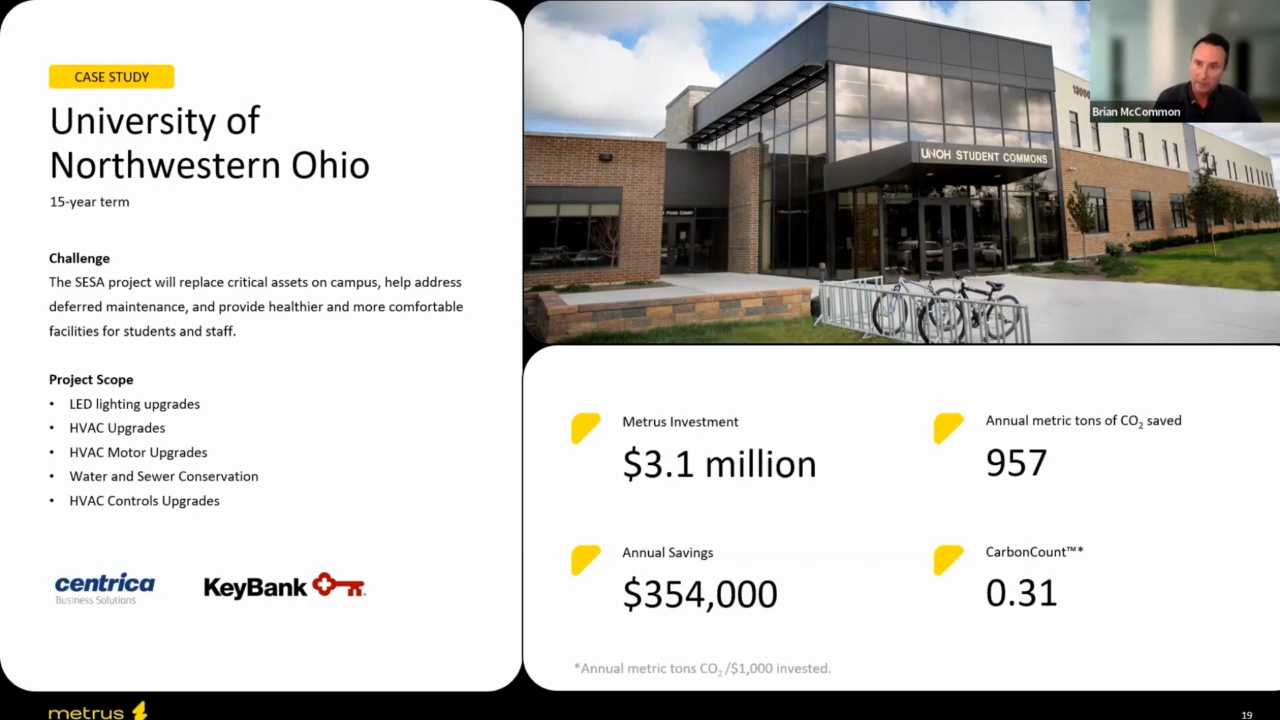 CASE STUDY
University of
Northwestern Ohio
15-year term
Challenge
The SESA project will replace critical assets on campus, help address
deferred maintenance, and provide healthier and more comfortable
facilities for students and staff.
Project Scope
• LED lighting upgrades
• HVAC Upgrades
• HVAC Motor Upgrades
• Water and Sewer Conservation
• HVAC Controls Upgrades
centrica
Business Solutions
KeyBank
UNOH STUDENT COMMONS
Brian McCommon
Metrus Investment
$3.1 million
Annual metric tons of CO₂ saved
957
Annual Savings
$354,000
CarbonCount™*
0.31
*Annual metric tons CO₂ /$1,000 invested.
metrus
19